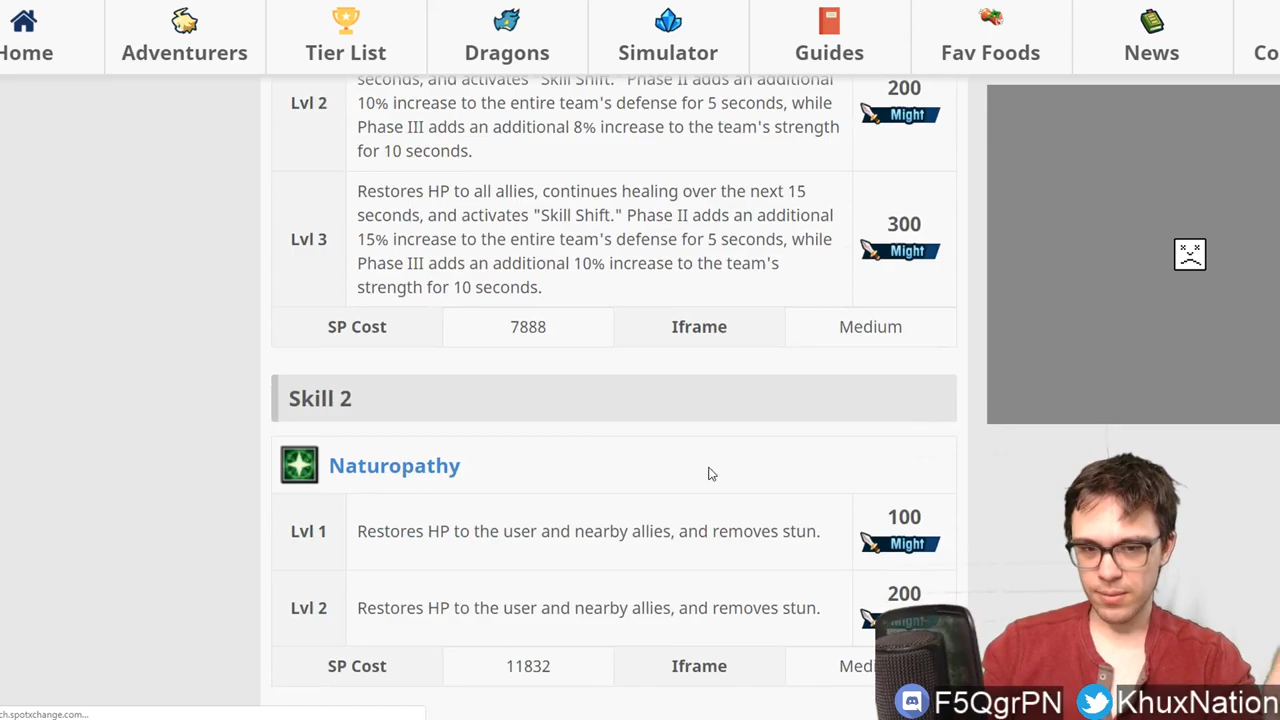 Home
Adventurers
Tier List
Dragons
Simulator
Guides
Fav Foods
News
Co
seconds, and activates "Skill Shift." Phase II adds an additional
Lvl 2
10% increase to the entire team's defense for 5 seconds, while
Phase III adds an additional 8% increase to the team's strength
for 10 seconds.
200
Might
Lvl 3
Restores HP to all allies, continues healing over the next 15
seconds, and activates "Skill Shift." Phase II adds an additional
15% increase to the entire team's defense for 5 seconds, while
Phase III adds an additional 10% increase to the team's
strength for 10 seconds.
300
Might
SP Cost
7888
Iframe
Medium
Skill 2
Naturopathy
Lvl 1
Restores HP to the user and nearby allies, and removes stun.
100
Might
Lvl 2
Restores HP to the user and nearby allies, and removes stun.
200
Might
SP Cost
11832
Iframe
Med
ch.spotxchange.com...
F5QgrPN
KhuxNation